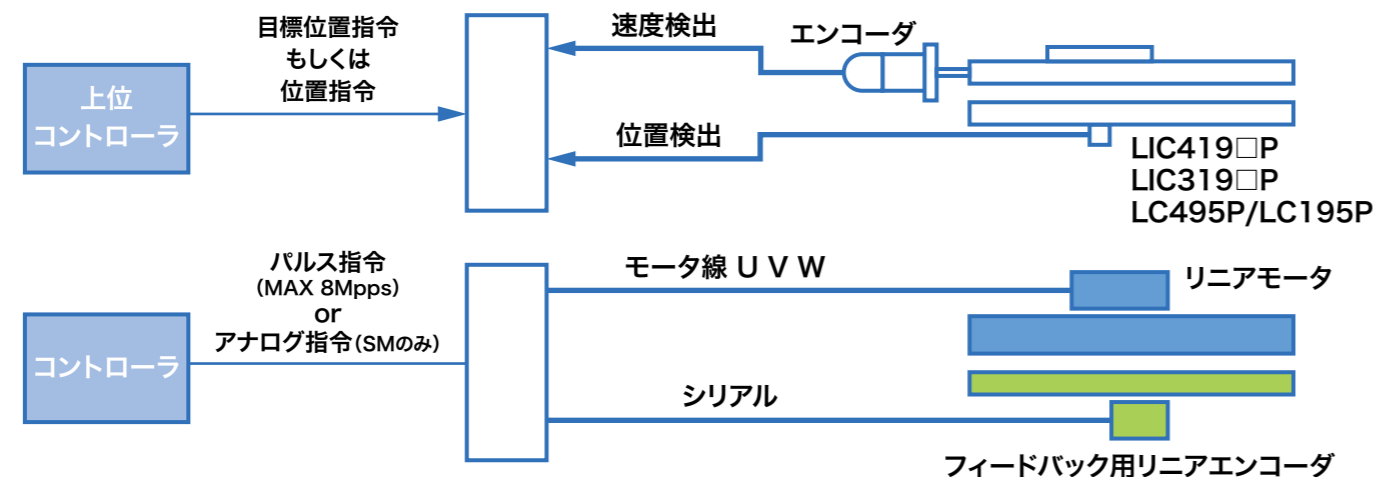 目標位置指令
もしくは
位置指令
上位
コントローラ
速度検出
エンコーダ
位置検出
LIC419□P
LIC319□P
LC495P/LC195P
パルス指令
(MAX 8Mpps)
or
アナログ指令(SMのみ)
コントローラ
モータ線 U V W
リニアモータ
シリアル
フィードバック用リニアエンコーダ